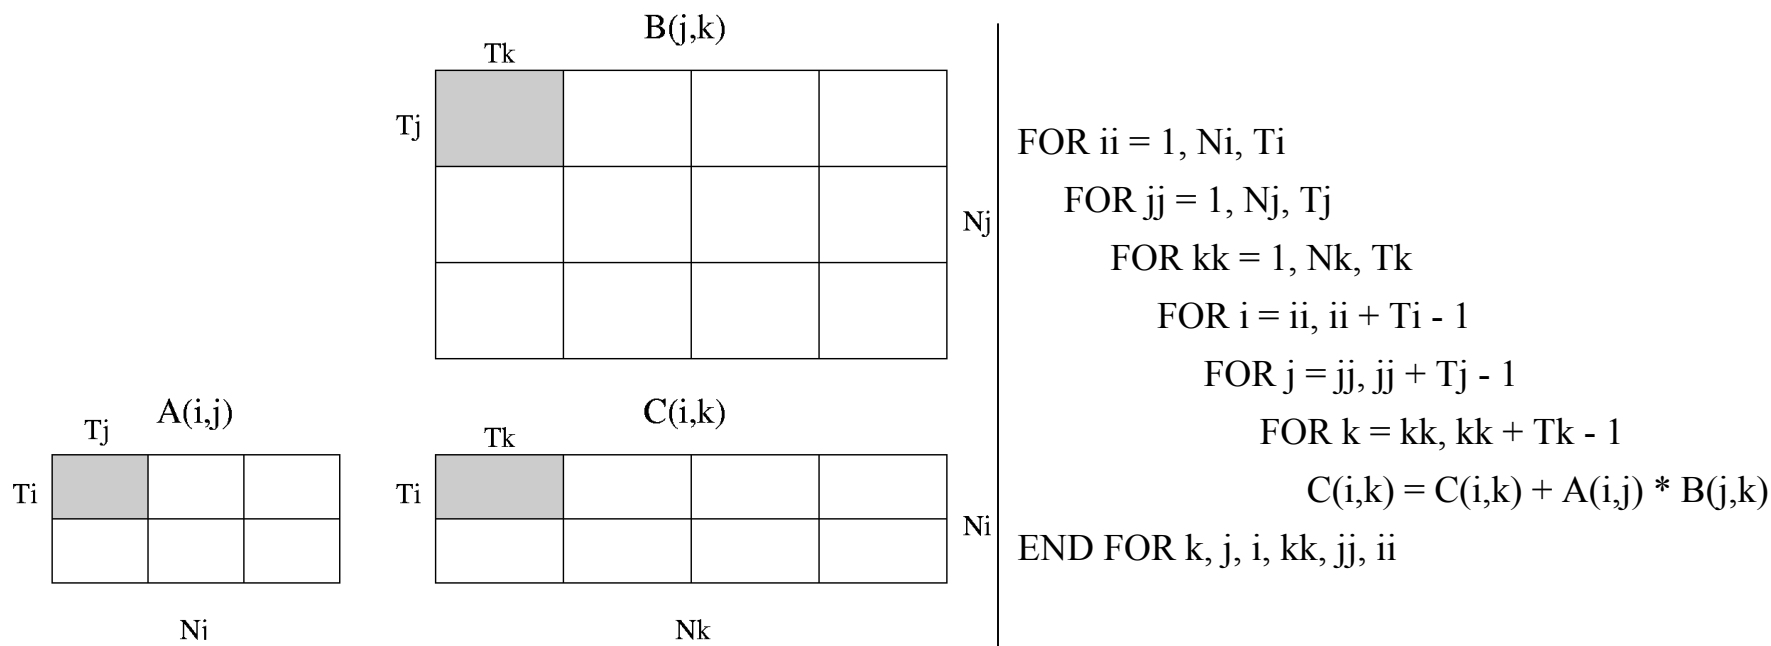 B(j,k)
Tk
Tj
Nj
A(i,j)
Tj
Ti
Nj
C(i,k)
Tk
Ti
Ni
Nk
FOR ii = 1, Ni, Ti
FOR jj = 1, Nj, Tj
FOR kk = 1, Nk, Tk
FOR i = ii, ii + Ti - 1
FOR j = jj, jj + Tj - 1
FOR k = kk, kk + Tk - 1
C(i,k) = C(i,k) + A(i,j) * B(j,k)
END FOR k, j, i, kk, jj, ii